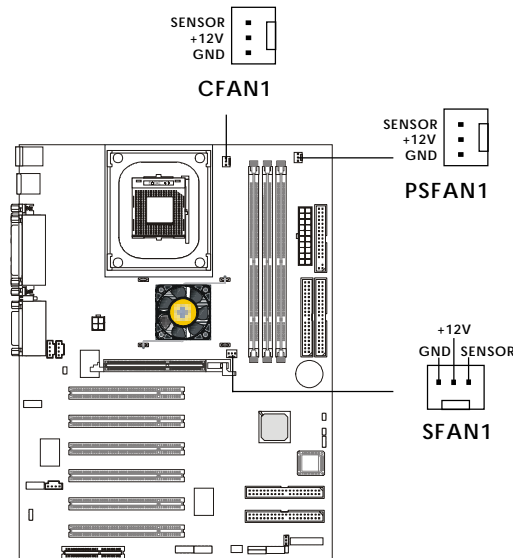 SENSOR
+12V
GND
CFAN1
SENSOR
+12V
GND
PSFAN1
+12V
GND SENSOR
SFAN1